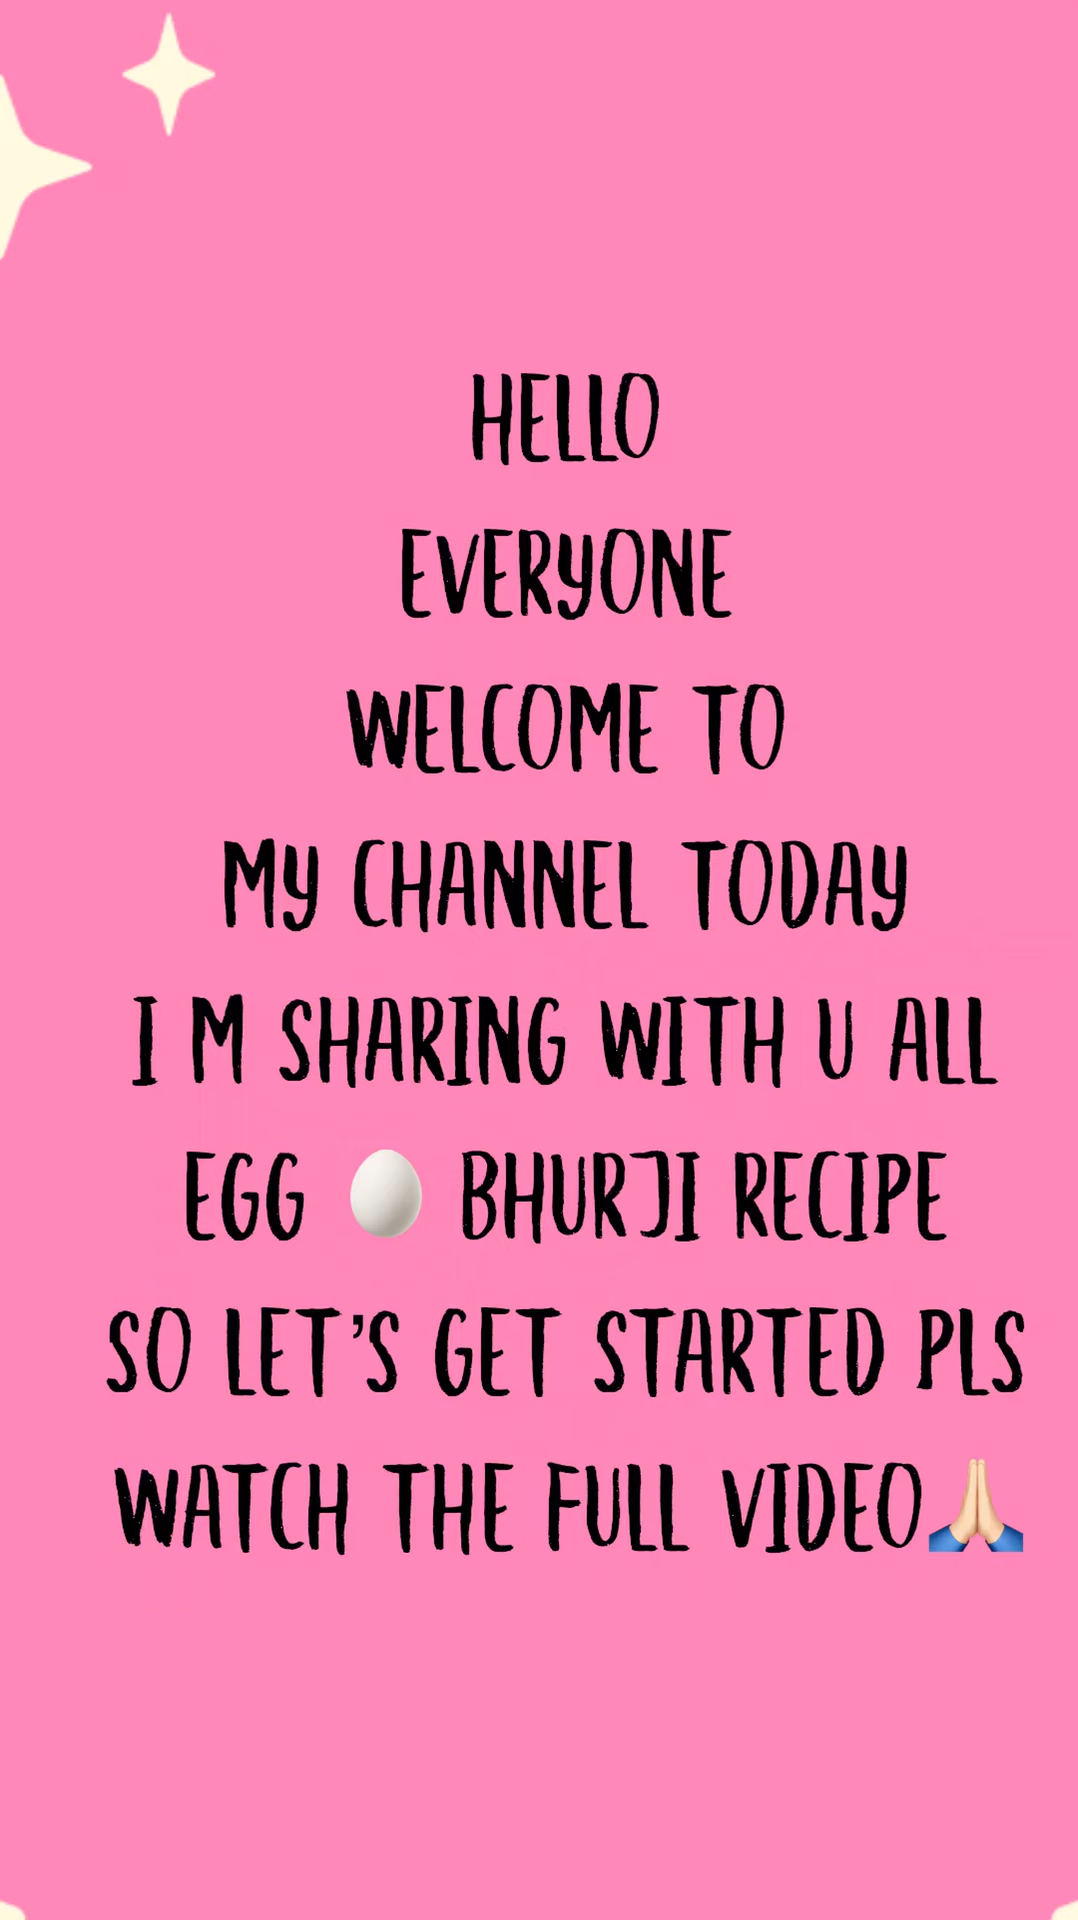 HELLO
EVERYONE
WELCOME TO
MY CHANNEL TODAY
I M SHARING WITH U ALL
EGG 🥚 BHURJI RECIPE
SO LET'S GET STARTED PLS
WATCH THE FULL VIDEO🙏🏻